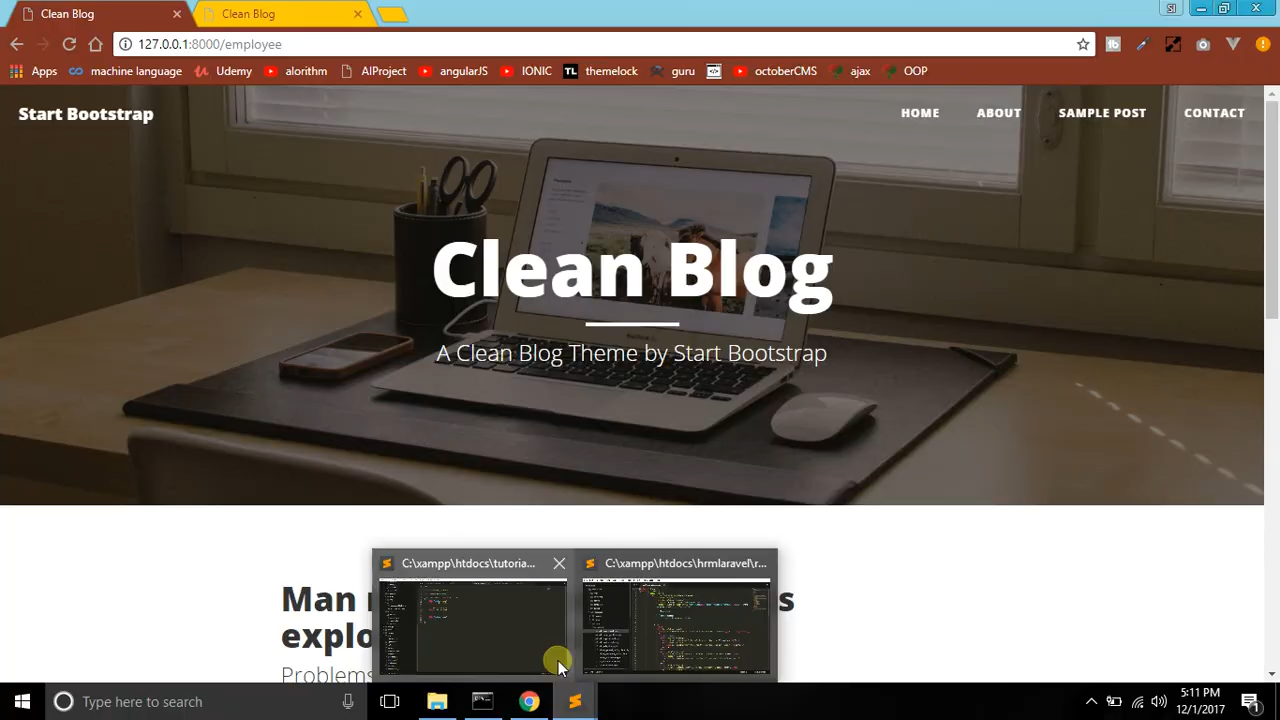 Clean Blog
Clean Blog
SI
127.0.0.1:8000/employee
Apps
machine language
Udemy
alorithm
AIProject
angularJS
IONIC
TL
themelock
guru
octoberCMS
ajax
OOP
Start Bootstrap
HOME
ABOUT
SAMPLE POST
CONTACT
Clean Blog
A Clean Blog Theme by Start Bootstrap
C:\xampp\htdocs\tutoria...
C:\xampp\htdocs\hrmlaravel\r...
Man
explo
Problems
Type here to search
5:11 PM
12/1/2017
1